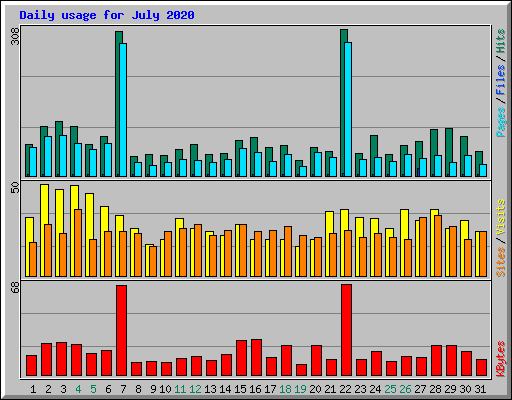 Daily usage for July 2020
308
Pages / Files / Hits
50
Sites / Visits
68
KBytes
1 2 3 4 5 6 7 8 9 10 11 12 13 14 15 16 17 18 19 20 21 22 23 24 25 26 27 28 29 30 31